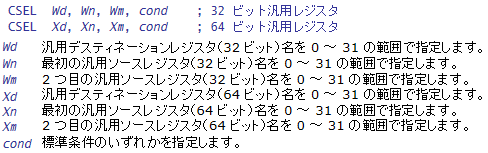 CSEL Wd, Wn, Wm, cond ; 32 ビット汎用レジスタ
CSEL Xd, Xn, Xm, cond ; 64 ビット汎用レジスタ
Wd 汎用デスティネーションレジスタ(32 ビット)名を 0 ～ 31 の範囲で指定します。
Wn 最初の汎用ソースレジスタ(32 ビット)名を 0 ～ 31 の範囲で指定します。
Wm 2 つ目の汎用ソースレジスタ(32 ビット)名を 0 ～ 31 の範囲で指定します。
Xd 汎用デスティネーションレジスタ(64 ビット)名を 0 ～ 31 の範囲で指定します。
Xn 最初の汎用ソースレジスタ(64 ビット)名を 0 ～ 31 の範囲で指定します。
Xm 2 つ目の汎用ソースレジスタ(64 ビット)名を 0 ～ 31 の範囲で指定します。
cond 標準条件のいずれかを指定します。